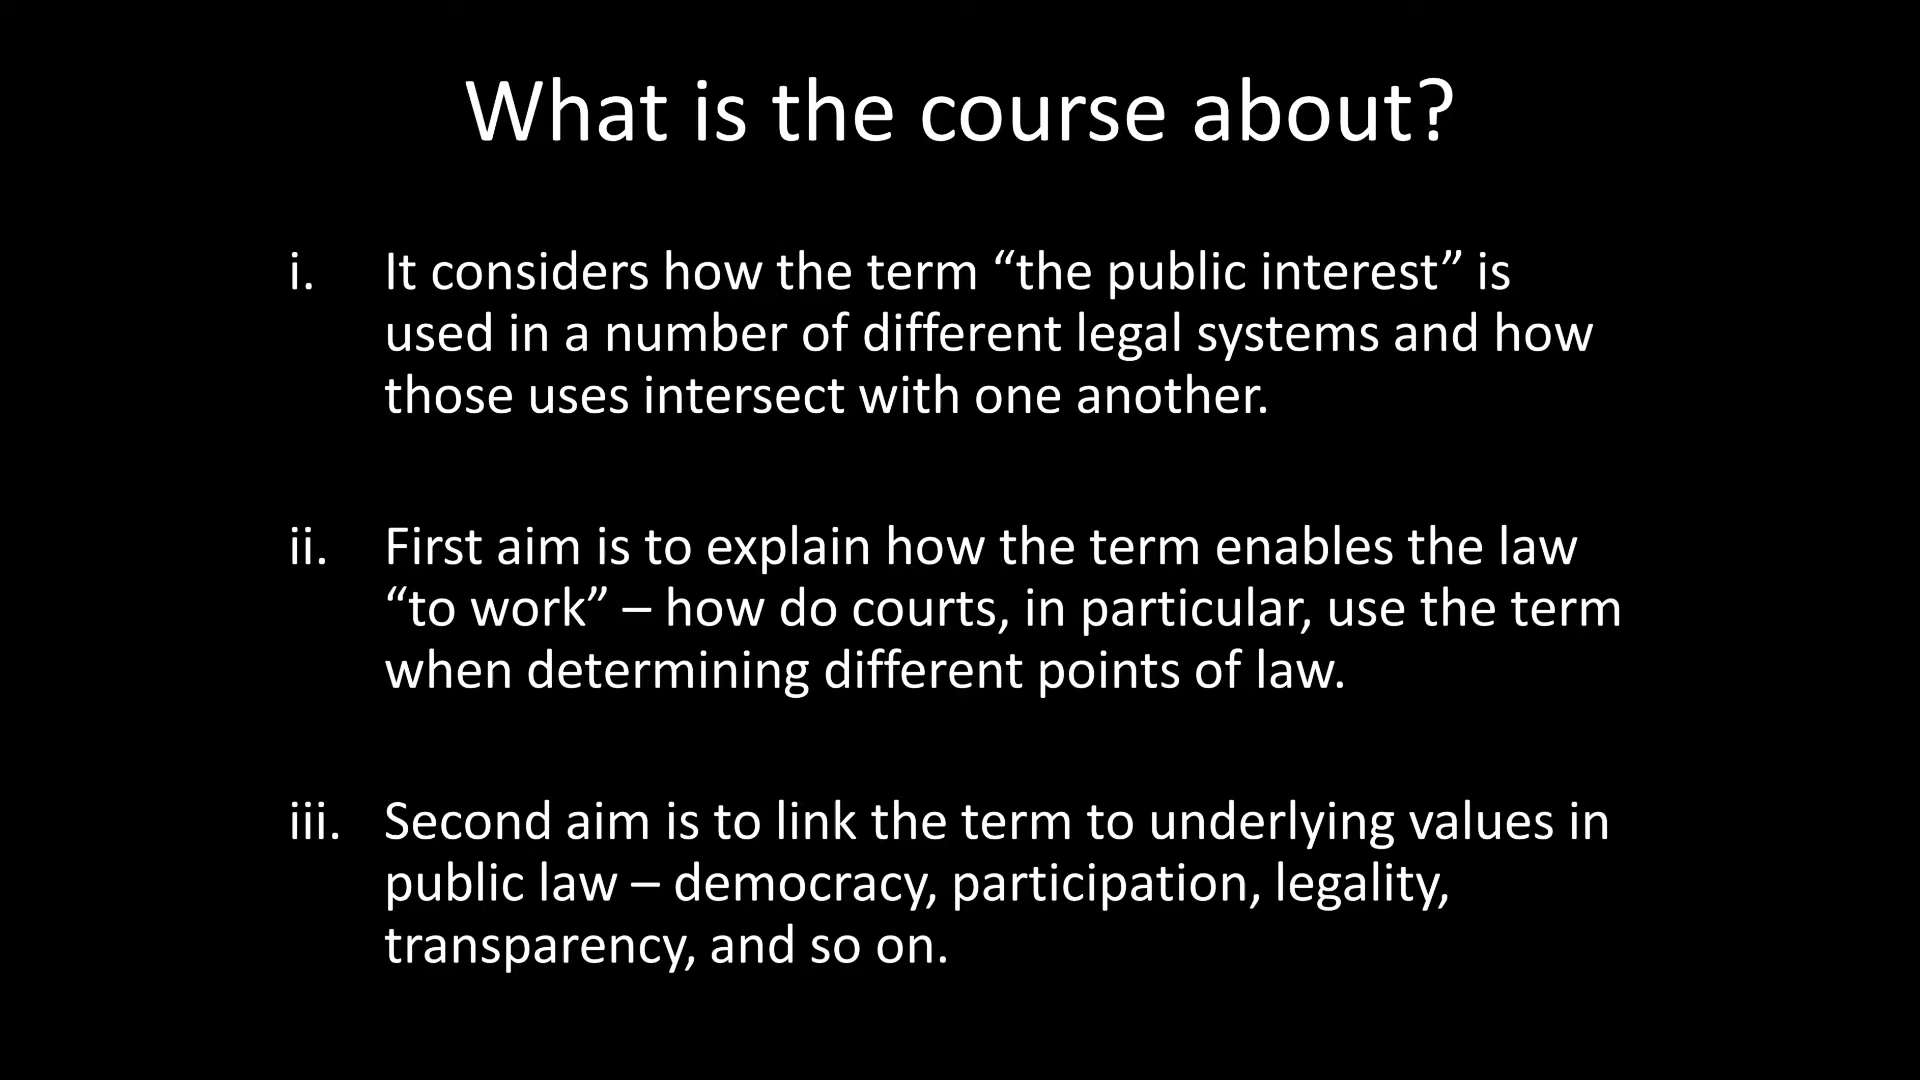 What is the course about?
i. It considers how the term “the public interest” is
used in a number of different legal systems and how
those uses intersect with one another.
ii. First aim is to explain how the term enables the law
“to work” – how do courts, in particular, use the term
when determining different points of law.
iii. Second aim is to link the term to underlying values in
public law – democracy, participation, legality,
transparency, and so on.